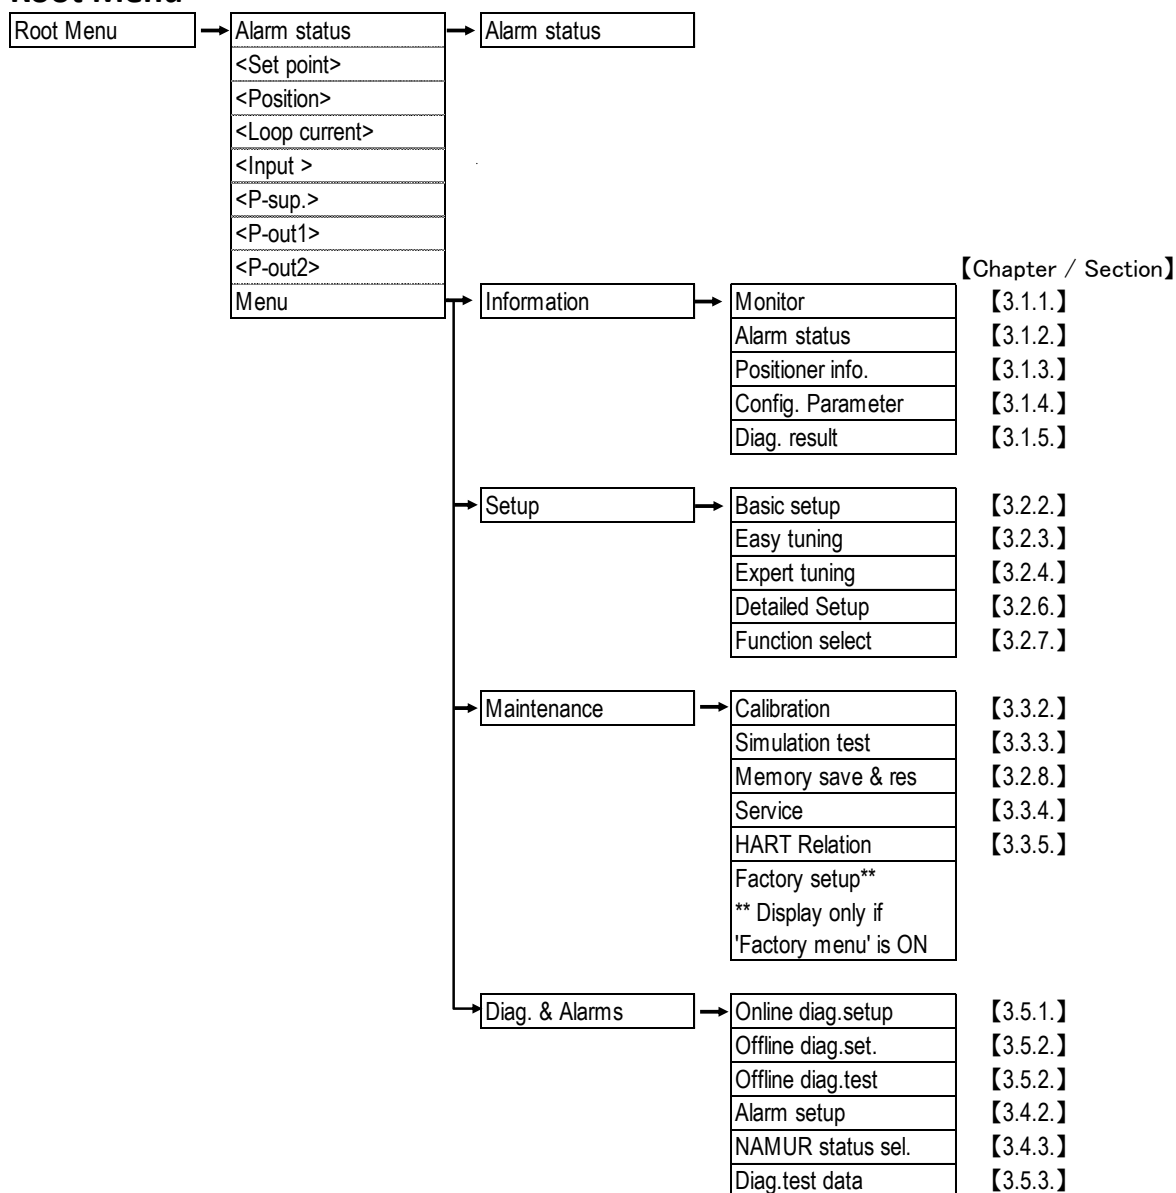 Root Menu
Root Menu
Alarm status
Alarm status
<Set point>
<Position>
<Loop current>
<Input >
<P-sup.>
<P-out1>
<P-out2>
【Chapter / Section】
Menu
Information
Monitor 【3.1.1.】
Alarm status 【3.1.2.】
Positioner info. 【3.1.3.】
Config. Parameter 【3.1.4.】
Diag. result 【3.1.5.】
Setup
Basic setup 【3.2.2.】
Easy tuning 【3.2.3.】
Expert tuning 【3.2.4.】
Detailed Setup 【3.2.6.】
Function select 【3.2.7.】
Maintenance
Calibration 【3.3.2.】
Simulation test 【3.3.3.】
Memory save & res 【3.2.8.】
Service 【3.3.4.】
HART Relation 【3.3.5.】
Factory setup**
** Display only if
'Factory menu' is ON
Diag. & Alarms
Online diag.setup 【3.5.1.】
Offline diag.set. 【3.5.2.】
Offline diag.test 【3.5.2.】
Alarm setup 【3.4.2.】
NAMUR status sel. 【3.4.3.】
Diag.test data 【3.5.3.】